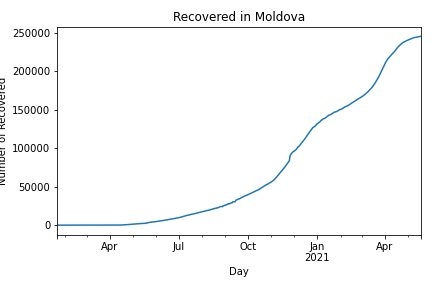 Recovered in Moldova
250000
200000
150000
100000
50000
0
Number of Recovered
Apr
Jul
Oct
Jan
2021
Apr
Day